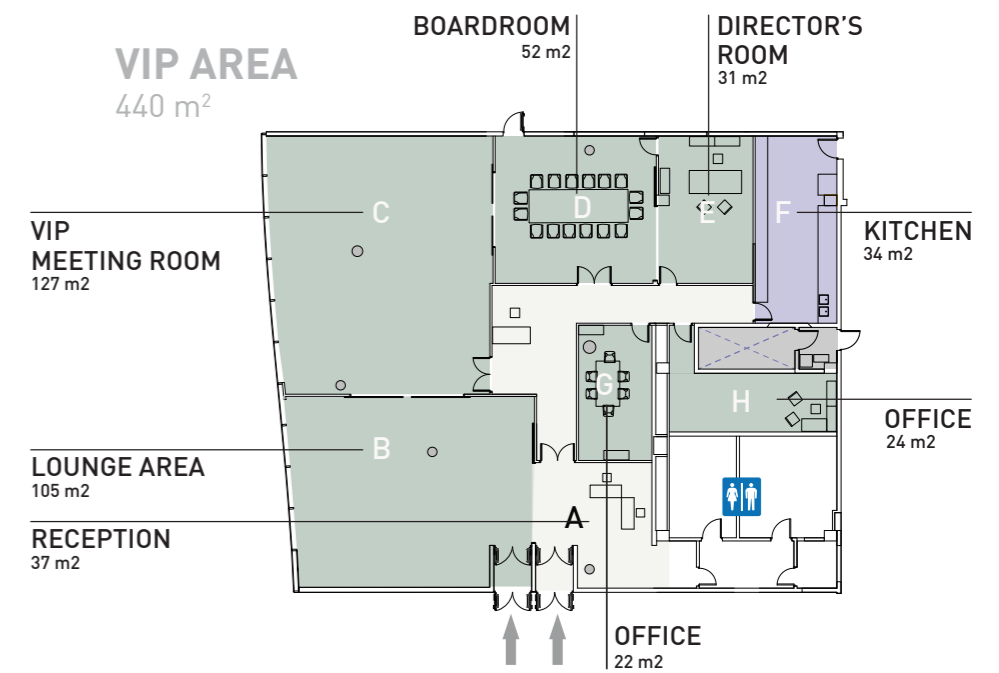 BOARDROOM
52 m2
DIRECTOR'S
ROOM
31 m2
VIP AREA
440 m²
C
D
E
F
VIP
MEETING ROOM
127 m2
KITCHEN
34 m2
G
H
OFFICE
24 m2
B
LOUNGE AREA
105 m2
A
RECEPTION
37 m2
OFFICE
22 m2